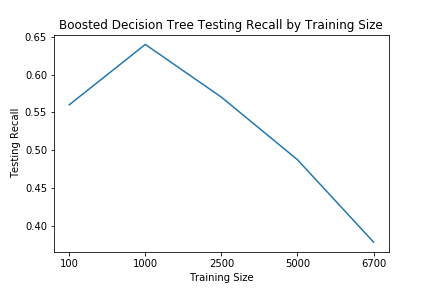 Boosted Decision Tree Testing Recall by Training Size
0.65
0.60
0.55
0.50
0.45
0.40
Testing Recall
100 1000 2500 5000 6700
Training Size